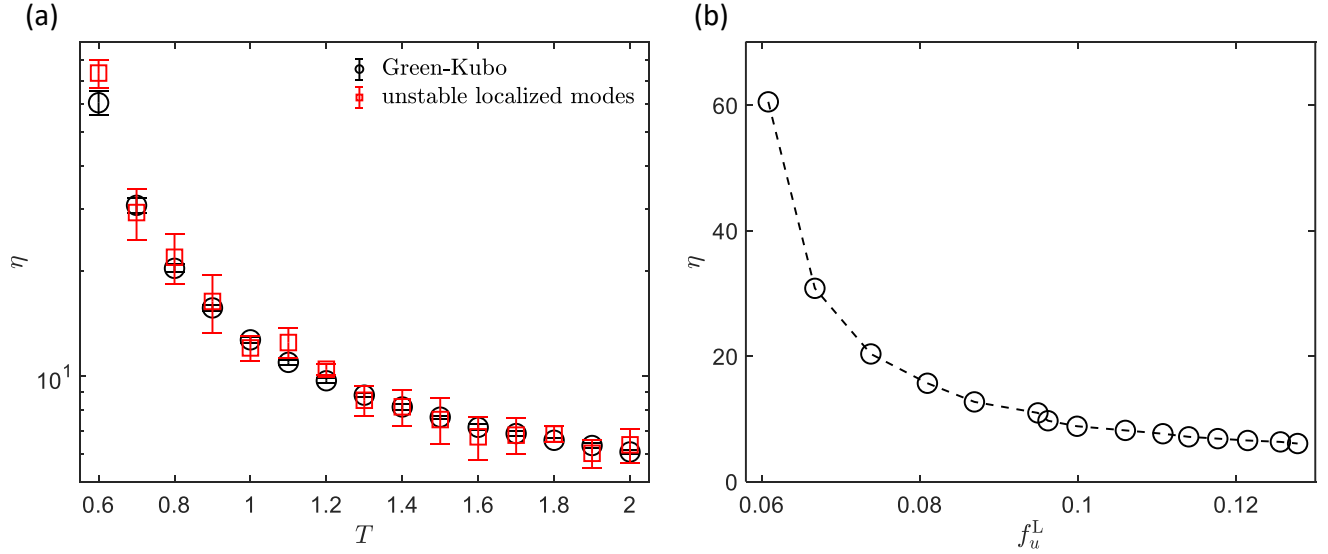 (a)
Green-Kubo
unstable localized modes
η
10¹
0.6 0.8 1 1.2 1.4 1.6 1.8 2
T
(b)
60
40
20
0
η
0.06 0.08 0.1 0.12
fᵤᴸ